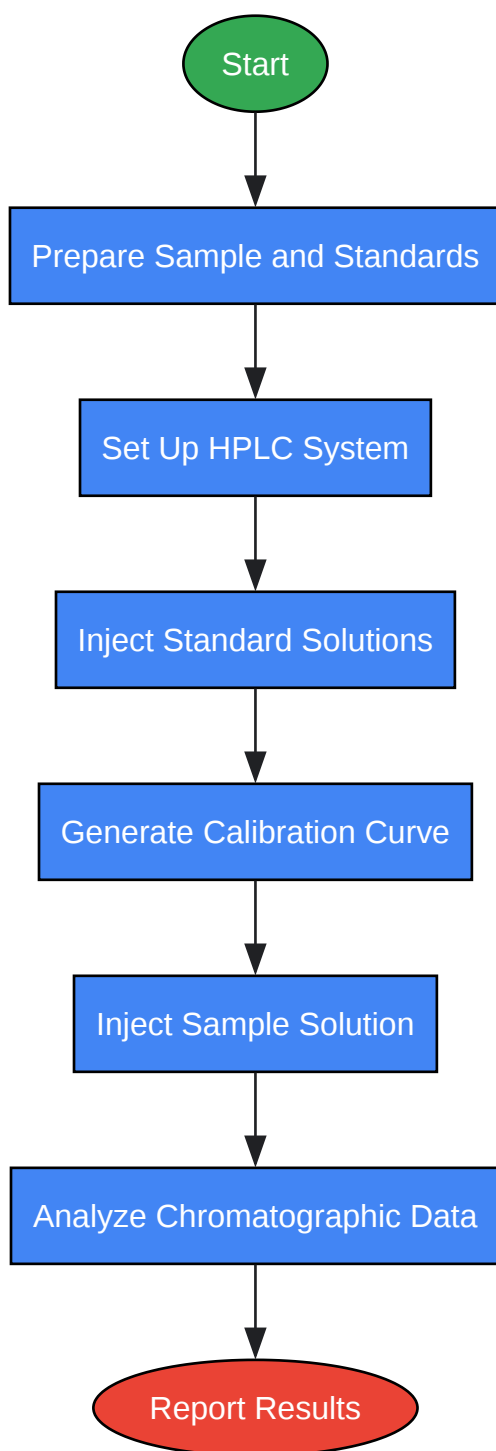 Start
Prepare Sample and Standards
Set Up HPLC System
Inject Standard Solutions
Generate Calibration Curve
Inject Sample Solution
Analyze Chromatographic Data
Report Results